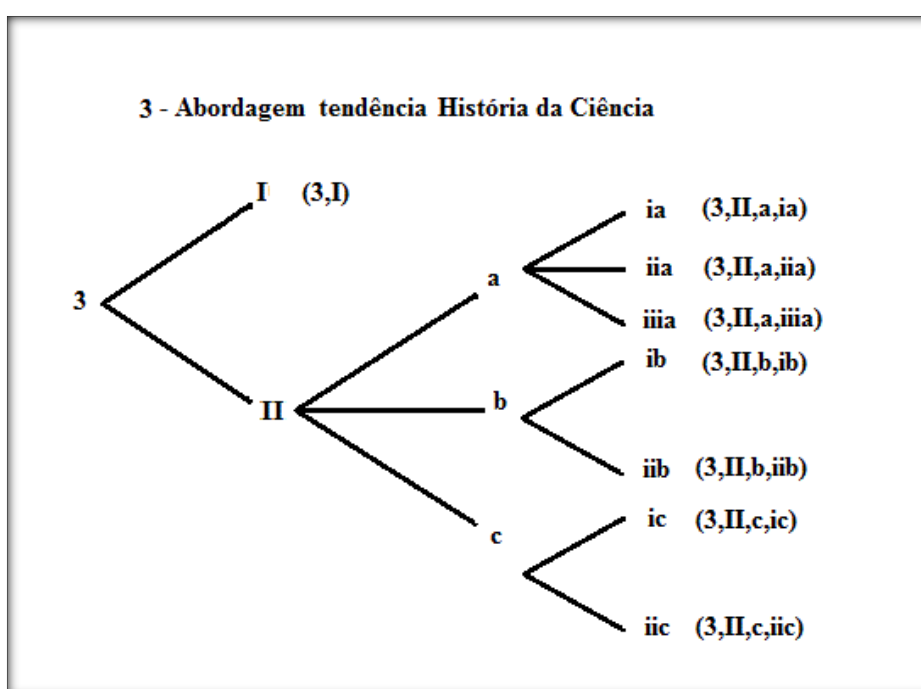 3 - Abordagem tendência História da Ciência
I (3,I)
ia (3,II,a,ia)
a
iia (3,II,a,iia)
3
iiia (3,II,a,iiia)
ib (3,II,b,ib)
II
b
iib (3,II,b,iib)
ic (3,II,c,ic)
c
iic (3,II,c,iic)